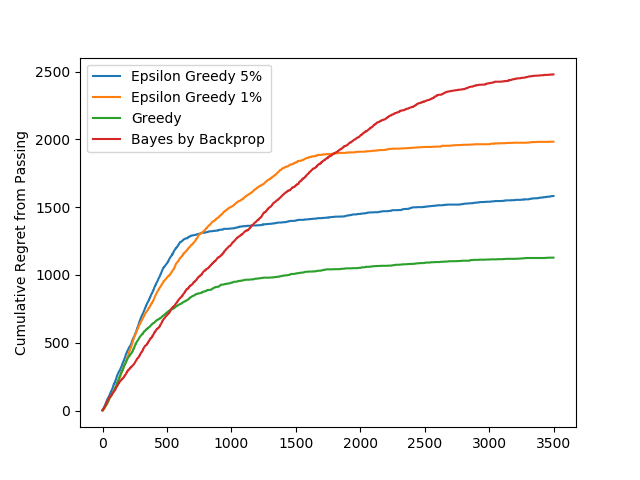 Epsilon Greedy 5%
Epsilon Greedy 1%
Greedy
Bayes by Backprop
Cumulative Regret from Passing
2500
2000
1500
1000
500
0
0 500 1000 1500 2000 2500 3000 3500